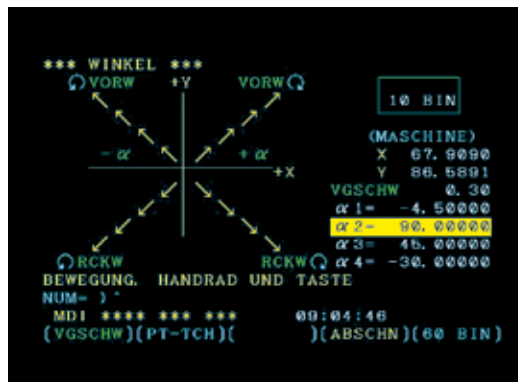 *** WINKEL ***
VORW +Y VORW
10 BIN
(MASCHINE)
X 67.9090
Y 86.5891
- α + α
+X
VGSCHW 0.30
α1= -4.50000
α2= 90.00000
α3= 45.00000
α4= -30.00000
RCKW RCKW
BEWEGUNG. HANDRAD UND TASTE
NUM= ) ^
MDI **** *** *** 09:04:46
(VGSCHW)(PT-TCH)( )(ABSCHN)(60 BIN)